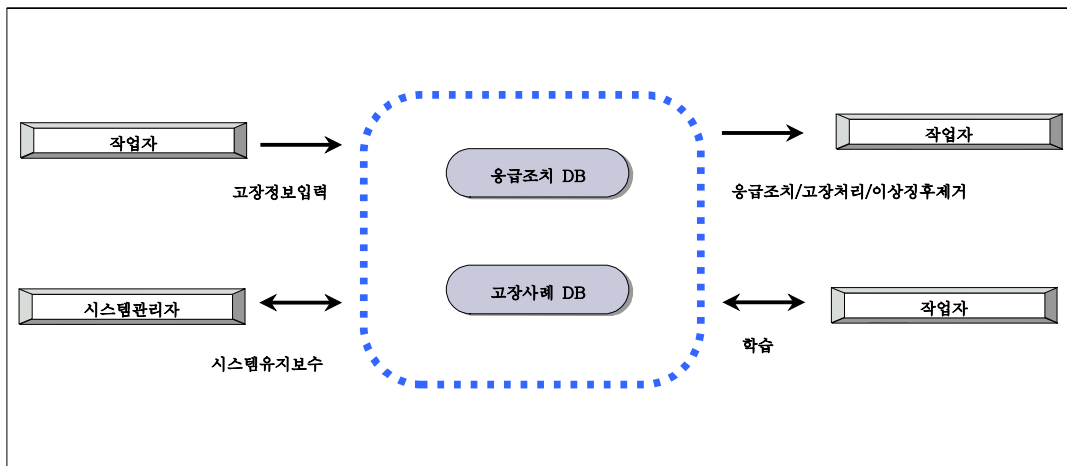 작업자
고장정보입력
시스템관리자
시스템유지보수
응급조치 DB
고장사례 DB
작업자
응급조치/고장처리/이상징후제거
작업자
학습